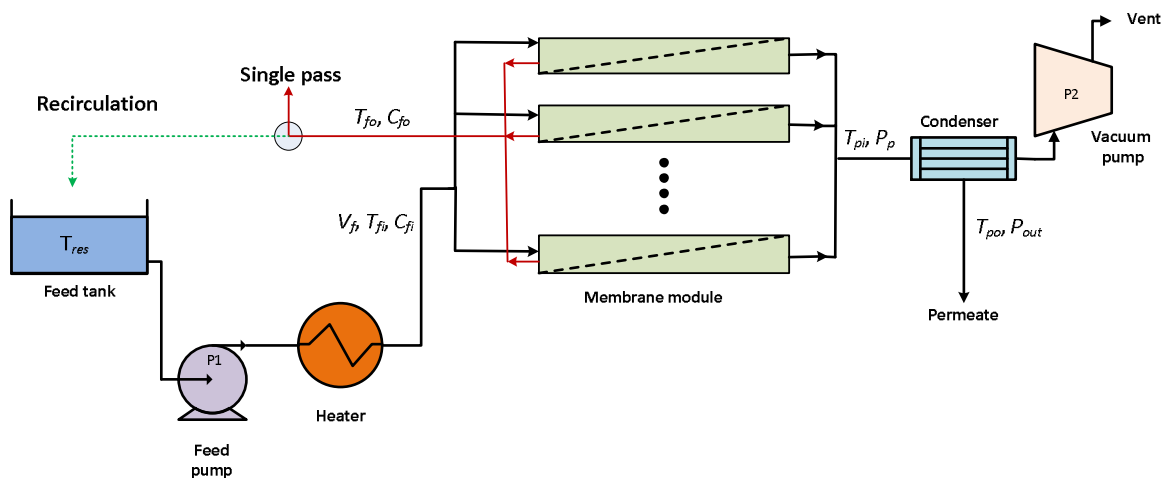 Vent
Single pass
Recirculation
P2
T_fo, C_fo
Condenser
Vacuum
pump
T_pi, P_p
V_f, T_fi, C_fi
T_res
T_po, P_out
Feed tank
Membrane module
Permeate
P1
Heater
Feed
pump